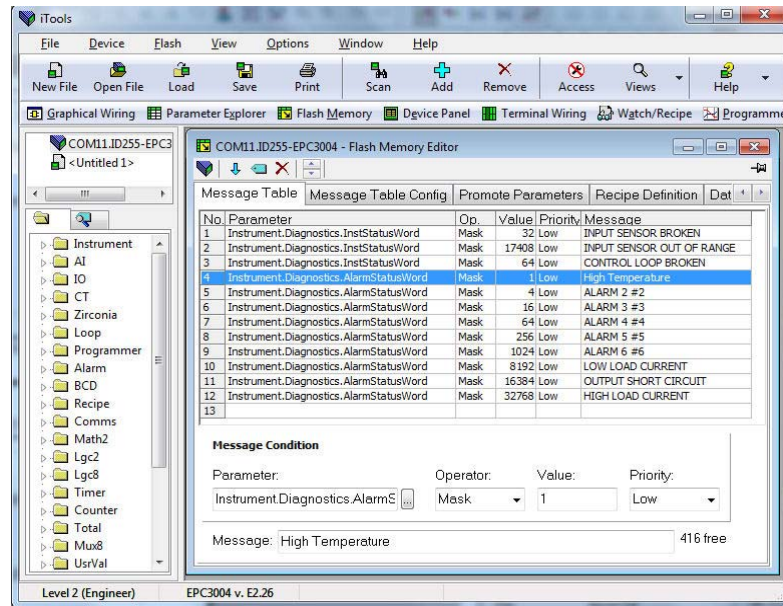 iTools
File Device Flash View Options Window Help
New File Open File Load Save Print Scan Add Remove Access Views Help
Graphical Wiring Parameter Explorer Flash Memory Device Panel Terminal Wiring Watch/Recipe Programme
COM11.ID255-EPC3
<Untitled 1>
Instrument
AI
IO
CT
Zirconia
Loop
Programmer
Alarm
BCD
Recipe
Comms
Math2
Lgc2
Lgc8
Timer
Counter
Total
Mux8
UsrVal
COM11.ID255-EPC3004 - Flash Memory Editor
Message Table Message Table Config Promote Parameters Recipe Definition Dat
No. Parameter Op. Value Priority Message
1 Instrument.Diagnostics.InstStatusWord Mask 32 Low INPUT SENSOR BROKEN
2 Instrument.Diagnostics.InstStatusWord Mask 17408 Low INPUT SENSOR OUT OF RANGE
3 Instrument.Diagnostics.InstStatusWord Mask 64 Low CONTROL LOOP BROKEN
4 Instrument.Diagnostics.AlarmStatusWord Mask 1 Low High Temperature
5 Instrument.Diagnostics.AlarmStatusWord Mask 4 Low ALARM 2 #2
6 Instrument.Diagnostics.AlarmStatusWord Mask 16 Low ALARM 3 #3
7 Instrument.Diagnostics.AlarmStatusWord Mask 64 Low ALARM 4 #4
8 Instrument.Diagnostics.AlarmStatusWord Mask 256 Low ALARM 5 #5
9 Instrument.Diagnostics.AlarmStatusWord Mask 1024 Low ALARM 6 #6
10 Instrument.Diagnostics.AlarmStatusWord Mask 8192 Low LOW LOAD CURRENT
11 Instrument.Diagnostics.AlarmStatusWord Mask 16384 Low OUTPUT SHORT CIRCUIT
12 Instrument.Diagnostics.AlarmStatusWord Mask 32768 Low HIGH LOAD CURRENT
13
Message Condition
Parameter: Operator: Value: Priority:
Instrument.Diagnostics.AlarmS ... Mask 1 Low
Message: High Temperature 416 free
Level 2 (Engineer) EPC3004 v. E2.26